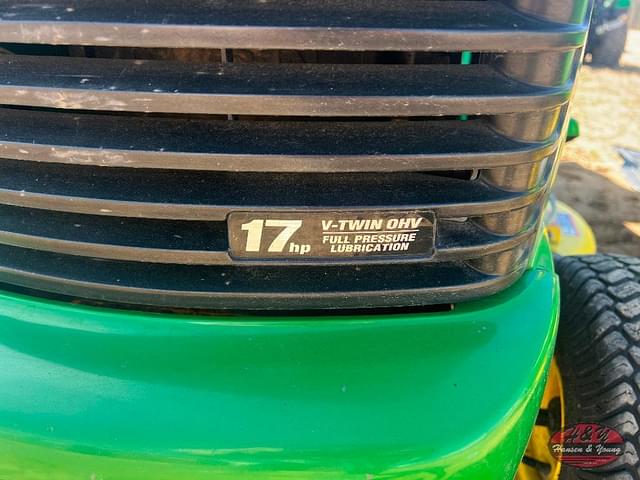 17hp
V-TWIN OHV
FULL PRESSURE
LUBRICATION
H & Y
Hansen & Young